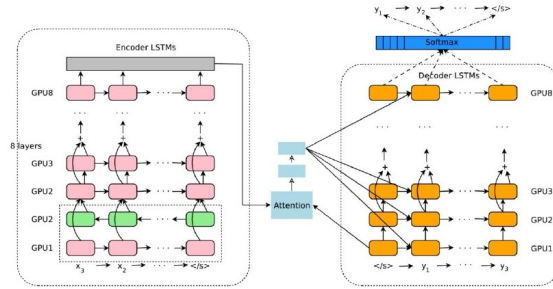 y1 → y2 → ··· → </s>
Softmax
Encoder LSTMs
Decoder LSTMs
GPU8
GPU8
8 layers
GPU3
GPU2
GPU3
GPU2
Attention
GPU2
GPU1
GPU1
x3 → x2 → ··· → </s>
</s> → y1 → ··· → y3